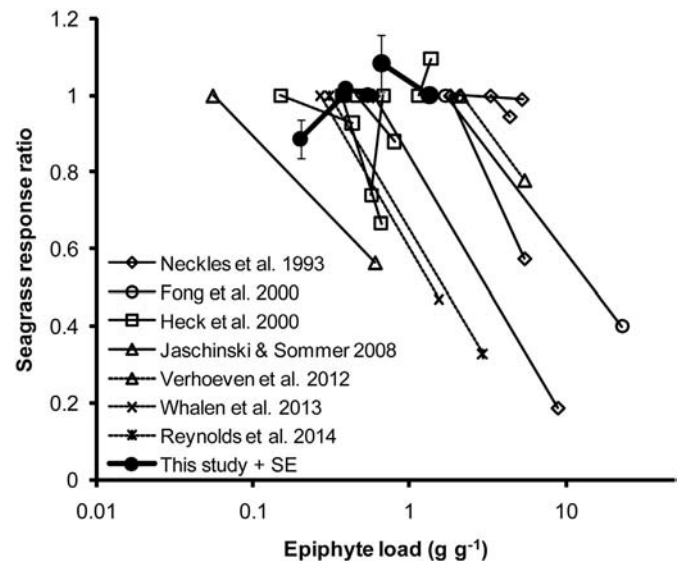 1.2
1
0.8
0.6
0.4
0.2
0
Seagrass response ratio
Neckles et al. 1993
Fong et al. 2000
Heck et al. 2000
Jaschinski & Sommer 2008
Verhoeven et al. 2012
Whalen et al. 2013
Reynolds et al. 2014
This study + SE
0.01
0.1
1
10
Epiphyte load (g g⁻¹)